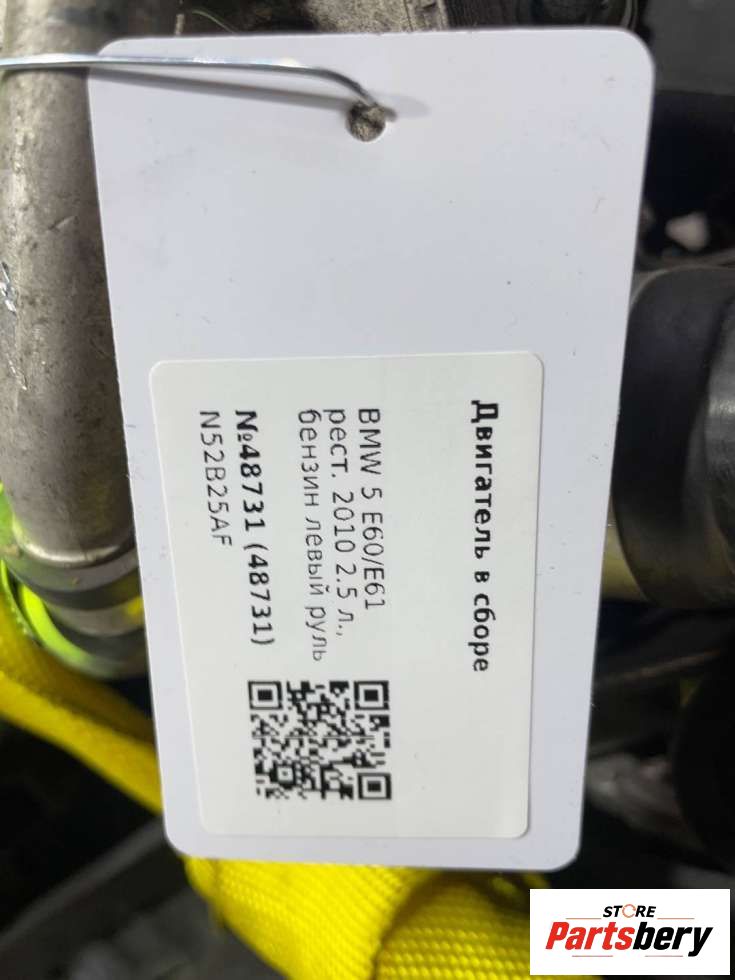 Двигатель в сборе
BMW 5 E60/E61
рест. 2010 2.5 л.,
бензин левый руль
№48731 (48731)
N52B25AF
STORE
Partsbery